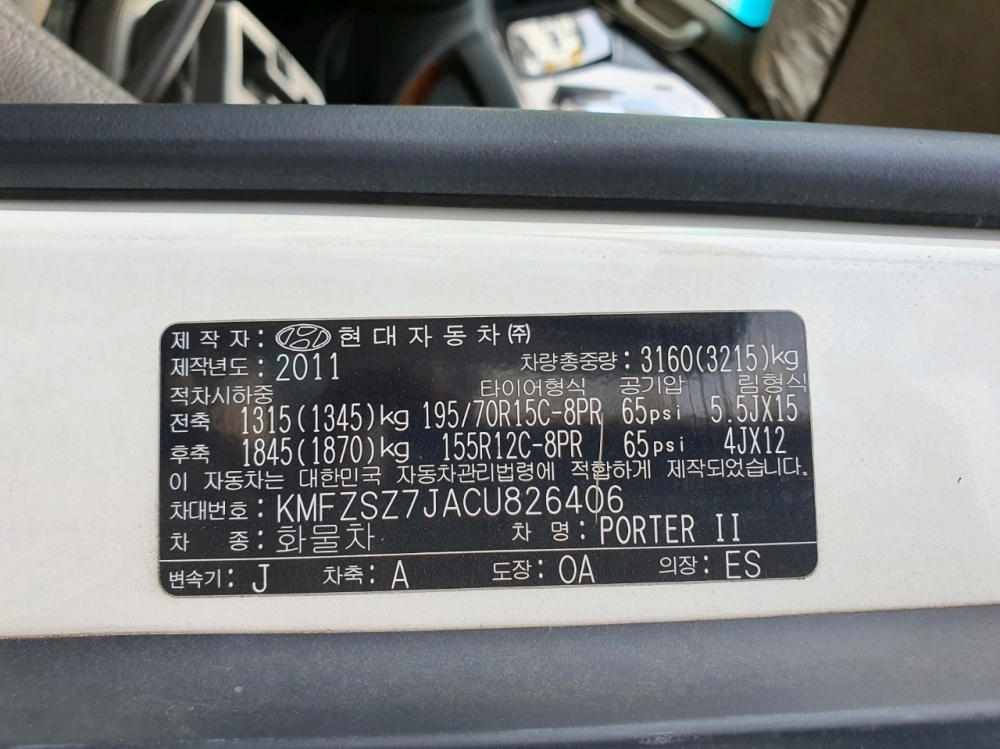 제 작 자 : 현대자동차㈜
제작년도 : 2011 차량총중량 : 3160(3215)kg
적차시하중 타이어형식 공기압 림형식
전축 1315(1345)kg 195/70R15C-8PR 65psi 5.5JX15
후축 1845(1870)kg 155R12C-8PR 65psi 4JX12
이 자동차는 대한민국 자동차관리법령에 적합하게 제작되었습니다.
차대번호 : KMFZSZ7JACU826406
차 종 : 화물차 차 명 : PORTER II
변속기 : J 차축 : A 도장 : OA 의장 : ES